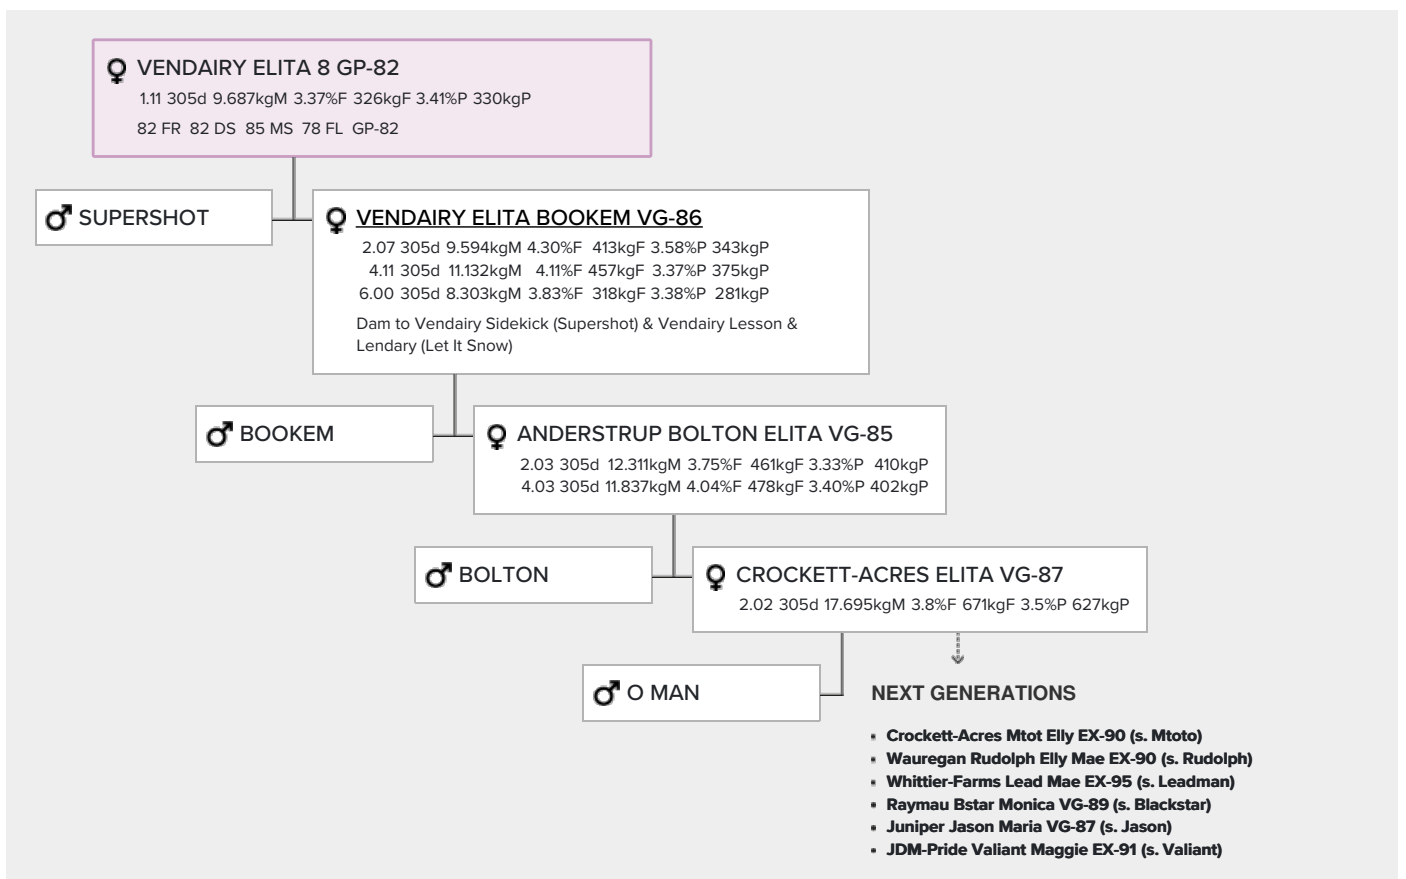 VENDAIRY ELITA 8 GP-82
1.11 305d 9.687kgM 3.37%F 326kgF 3.41%P 330kgP
82 FR 82 DS 85 MS 78 FL GP-82
SUPERSHOT
VENDAIRY ELITA BOOKEM VG-86
2.07 305d 9.594kgM 4.30%F 413kgF 3.58%P 343kgP
4.11 305d 11.132kgM 4.11%F 457kgF 3.37%P 375kgP
6.00 305d 8.303kgM 3.83%F 318kgF 3.38%P 281kgP
Dam to Vendairy Sidekick (Supershot) & Vendairy Lesson &
Lendary (Let It Snow)
BOOKEM
ANDERSTRUP BOLTON ELITA VG-85
2.03 305d 12.311kgM 3.75%F 461kgF 3.33%P 410kgP
4.03 305d 11.837kgM 4.04%F 478kgF 3.40%P 402kgP
BOLTON
CROCKETT-ACRES ELITA VG-87
2.02 305d 17.695kgM 3.8%F 671kgF 3.5%P 627kgP
O MAN
NEXT GENERATIONS
Crockett-Acres Mtot Elly EX-90 (s. Mtoto)
Wauregan Rudolph Elly Mae EX-90 (s. Rudolph)
Whittier-Farms Lead Mae EX-95 (s. Leadman)
Raymau Bstar Monica VG-89 (s. Blackstar)
Juniper Jason Maria VG-87 (s. Jason)
JDM-Pride Valiant Maggie EX-91 (s. Valiant)